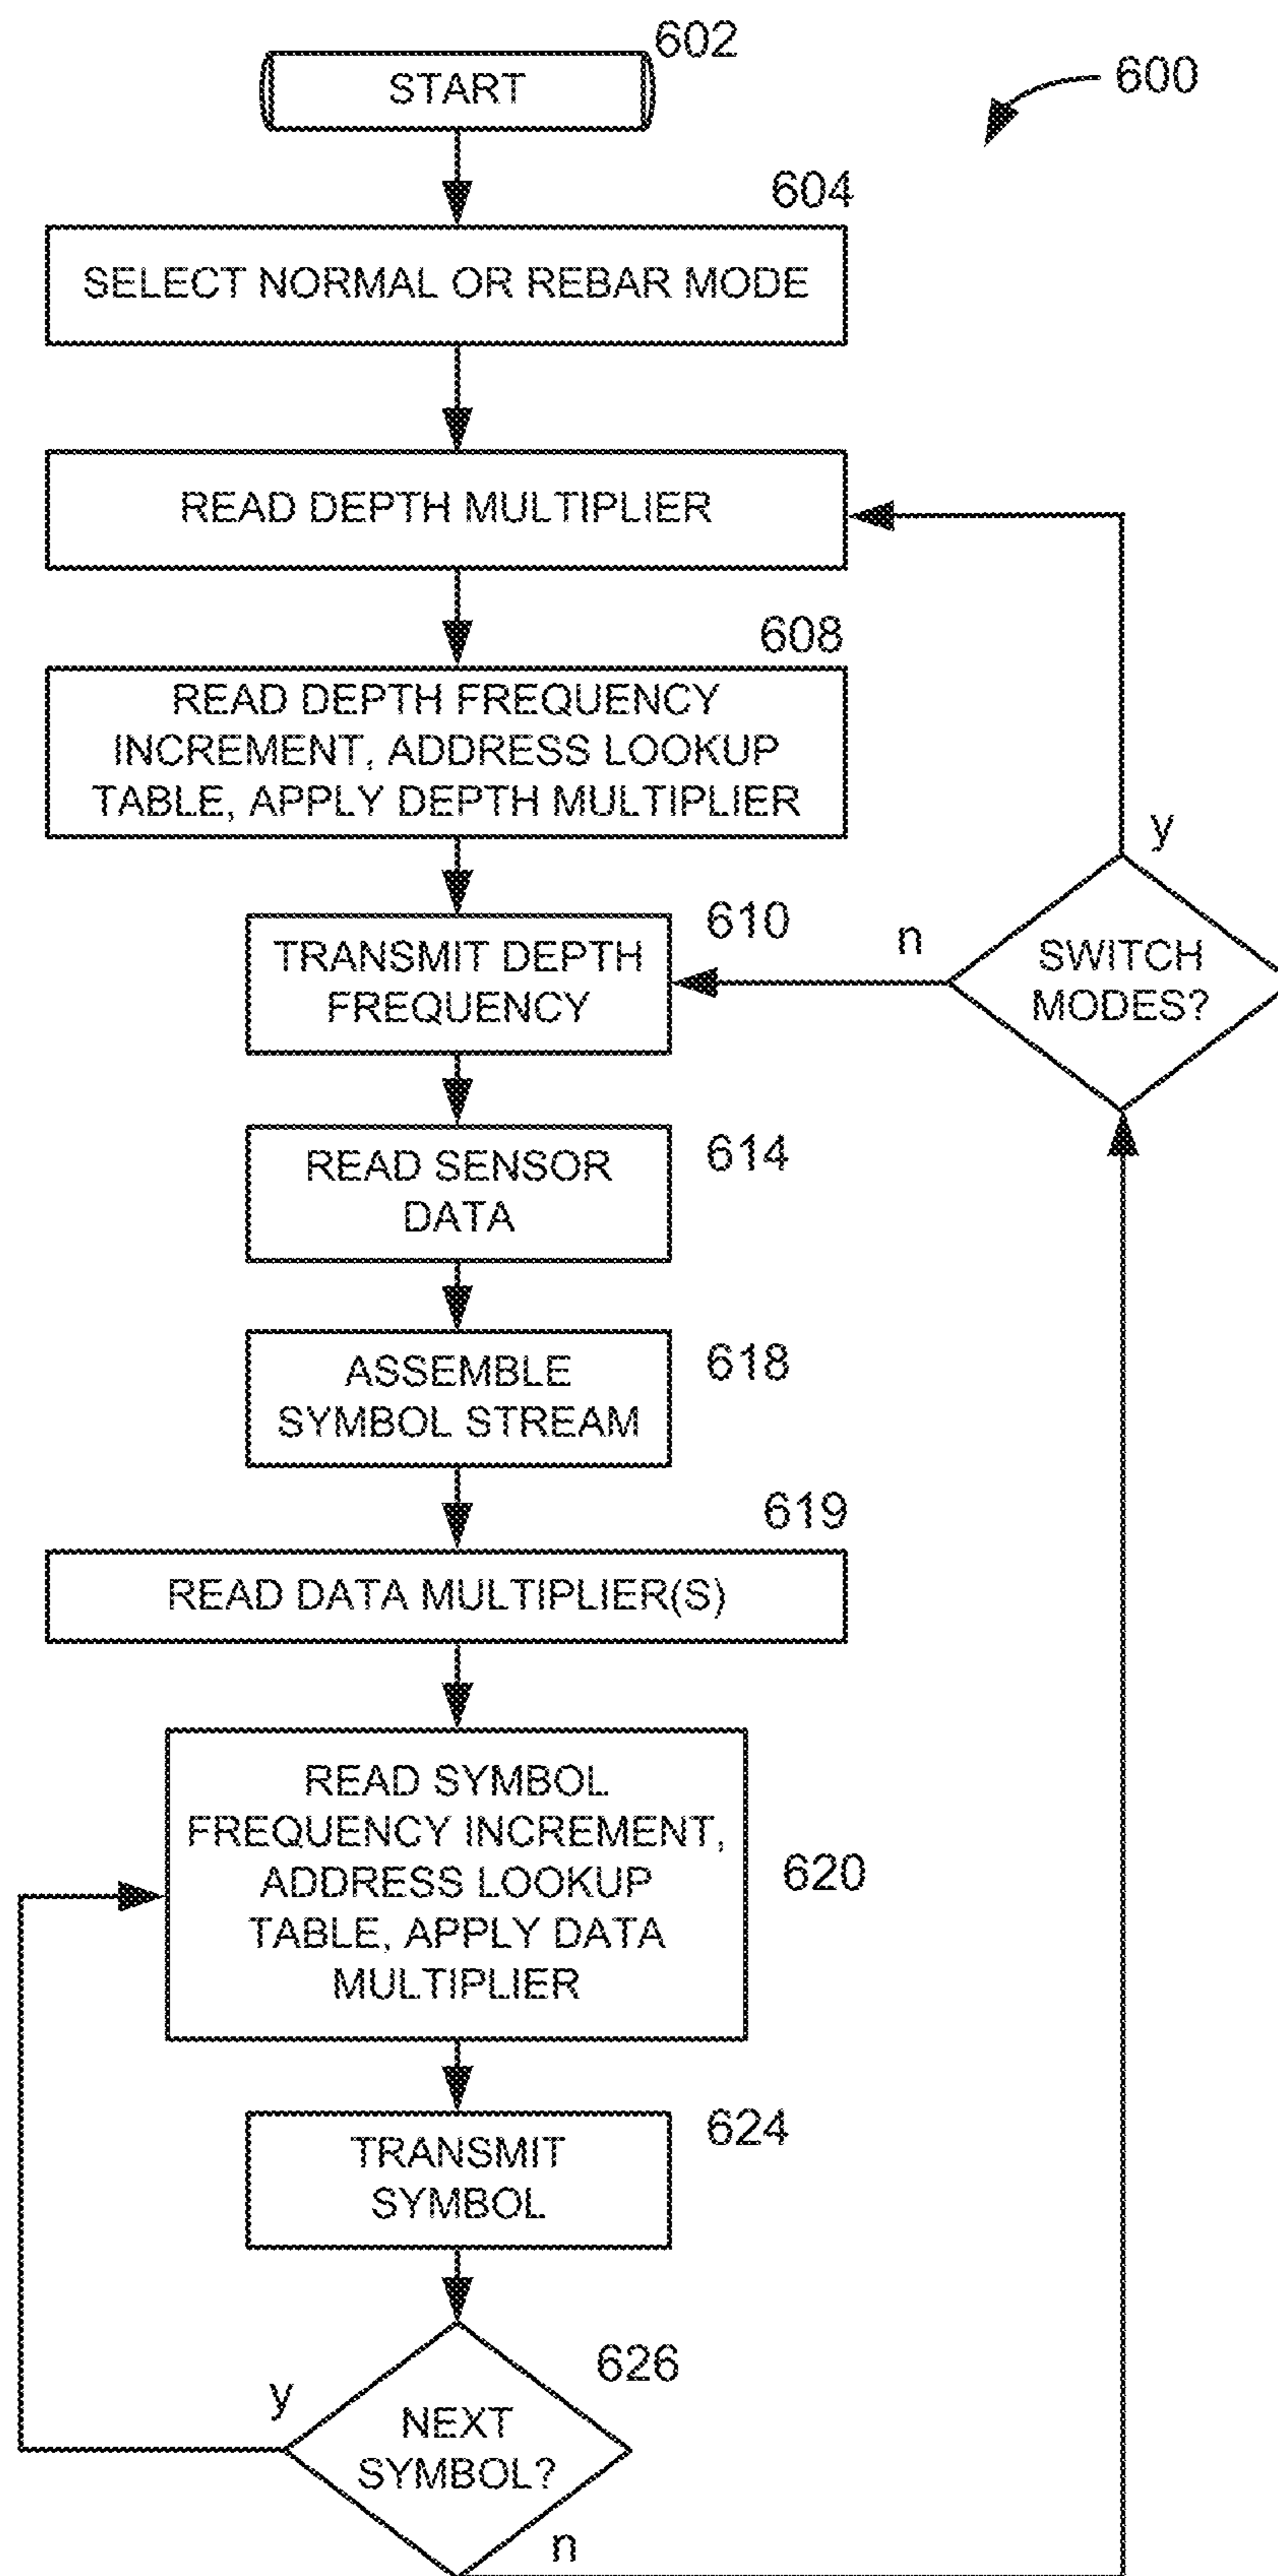 602
START
600
604
SELECT NORMAL OR REBAR MODE
READ DEPTH MULTIPLIER
608
READ DEPTH FREQUENCY
INCREMENT, ADDRESS LOOKUP
TABLE, APPLY DEPTH MULTIPLIER
y
610
n
TRANSMIT DEPTH
FREQUENCY
SWITCH
MODES?
614
READ SENSOR
DATA
618
ASSEMBLE
SYMBOL STREAM
619
READ DATA MULTIPLIER(S)
READ SYMBOL
FREQUENCY INCREMENT,
ADDRESS LOOKUP
TABLE, APPLY DATA
MULTIPLIER
620
624
TRANSMIT
SYMBOL
626
y
NEXT
SYMBOL?
n